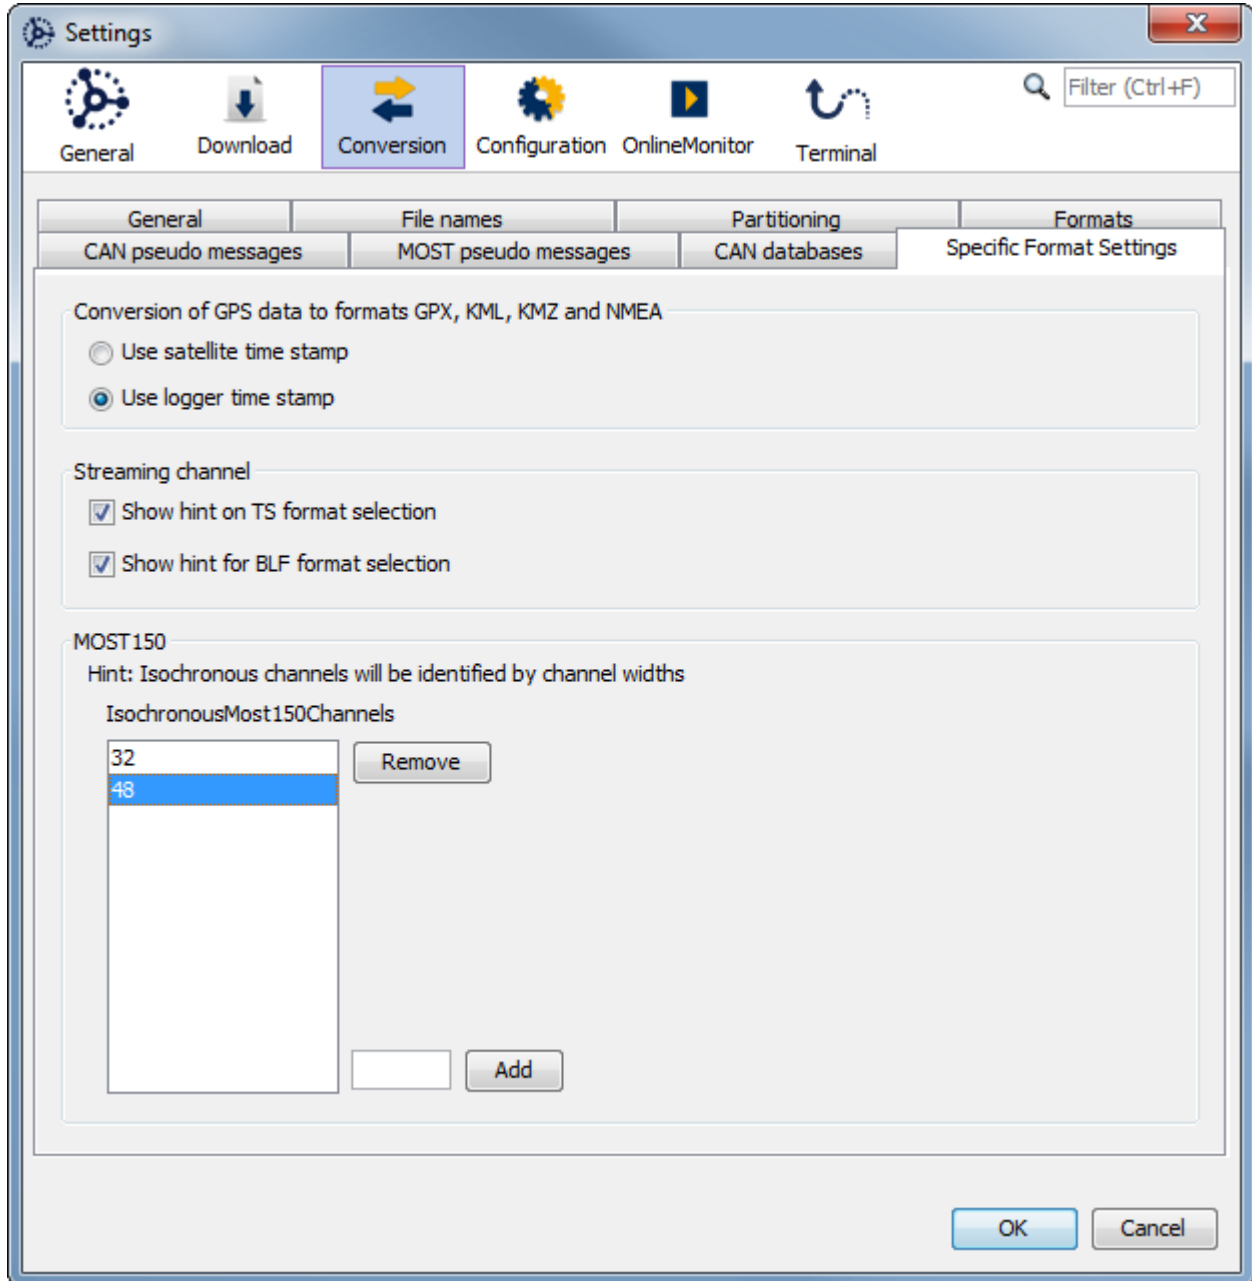 Settings
X
Filter (Ctrl+F)
General Download Conversion Configuration OnlineMonitor Terminal
General File names Partitioning Formats
CAN pseudo messages MOST pseudo messages CAN databases Specific Format Settings
Conversion of GPS data to formats GPX, KML, KMZ and NMEA
Use satellite time stamp
Use logger time stamp
Streaming channel
Show hint on TS format selection
Show hint for BLF format selection
MOST150
Hint: Isochronous channels will be identified by channel widths
IsochronousMost150Channels
32
Remove
48
Add
OK Cancel